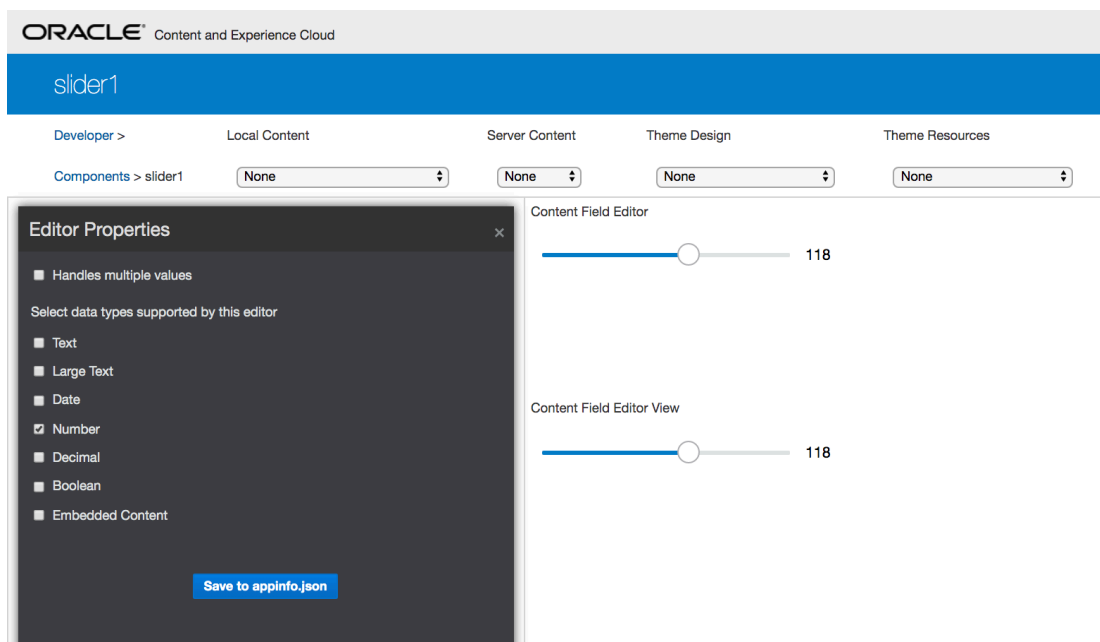 ORACLE® Content and Experience Cloud
slider1
Developer > Local Content Server Content Theme Design Theme Resources
Components > slider1 None None None None
Editor Properties ×
Handles multiple values
Select data types supported by this editor
Text
Large Text
Date
Number
Decimal
Boolean
Embedded Content
Save to appinfo.json
Content Field Editor
118
Content Field Editor View
118